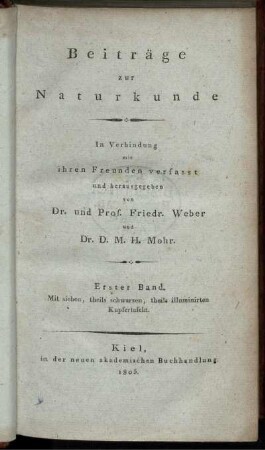 Beiträge
zur
Naturkunde
In Verbindung
mit
ihren Freunden verfasst
und herausgegeben
von
Dr. und Prof. Friedr. Weber
und
Dr. D. M. H. Mohr.
Erster Band.
Mit sieben, theils schwarzen, theils illuminirten
Kupfertafeln.
Kiel,
in der neuen akademischen Buchhandlung
1805.